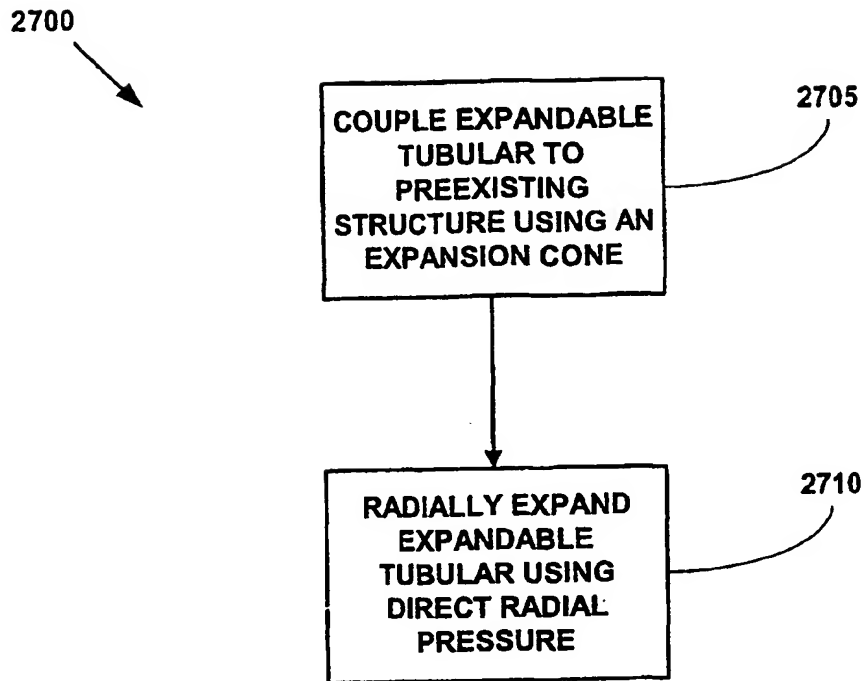 2700
2705
COUPLE EXPANDABLE
TUBULAR TO
PREEXISTING
STRUCTURE USING AN
EXPANSION CONE
2710
RADIALLY EXPAND
EXPANDABLE
TUBULAR USING
DIRECT RADIAL
PRESSURE